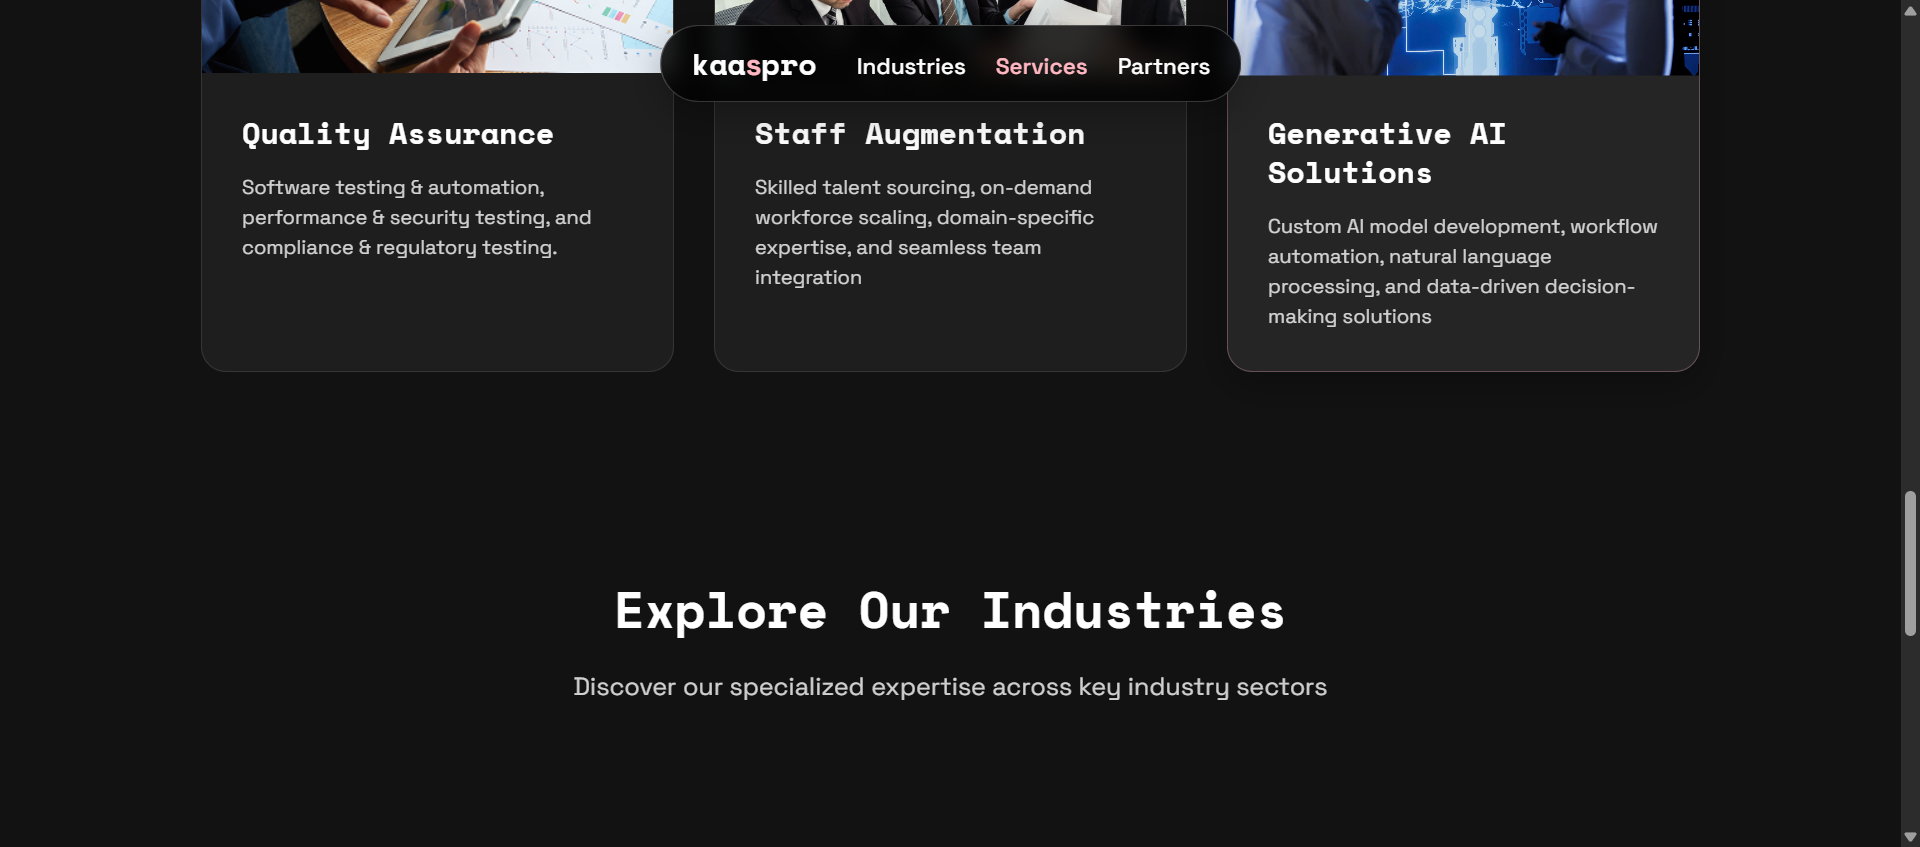 kaaspro Industries Services Partners
Quality Assurance
Software testing & automation,
performance & security testing, and
compliance & regulatory testing.
Staff Augmentation
Skilled talent sourcing, on-demand
workforce scaling, domain-specific
expertise, and seamless team
integration
Generative AI
Solutions
Custom AI model development, workflow
automation, natural language
processing, and data-driven decision-
making solutions
Explore Our Industries
Discover our specialized expertise across key industry sectors